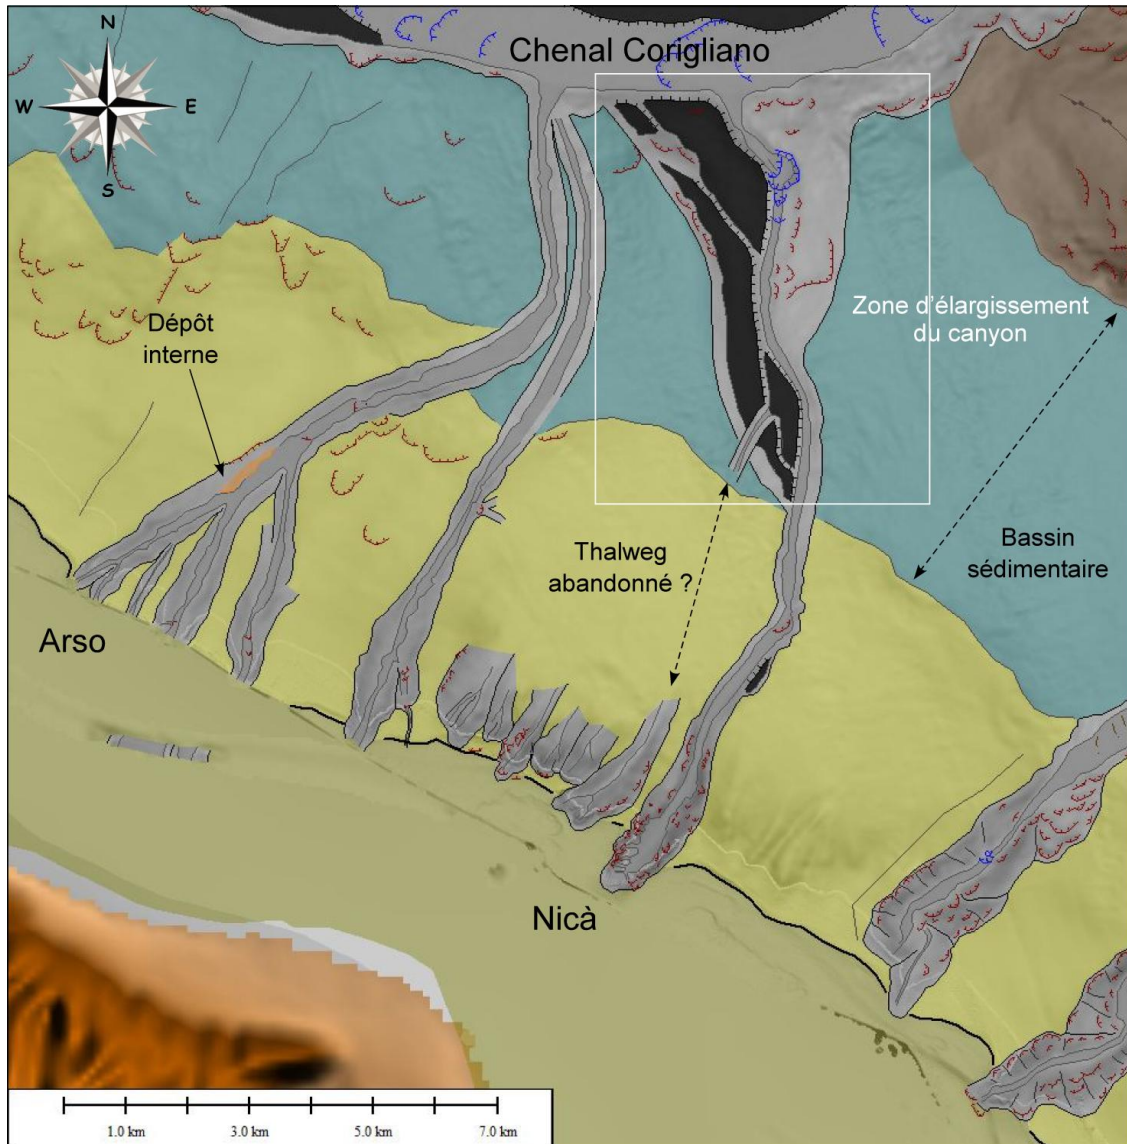 Chenal Corigliano
N
W
E
S
Zone d'élargissement
du canyon
Dépôt
interne
Thalweg
abandonné ?
Bassin
sédimentaire
Arso
Nicà
1.0 km
3.0 km
5.0 km
7.0 km